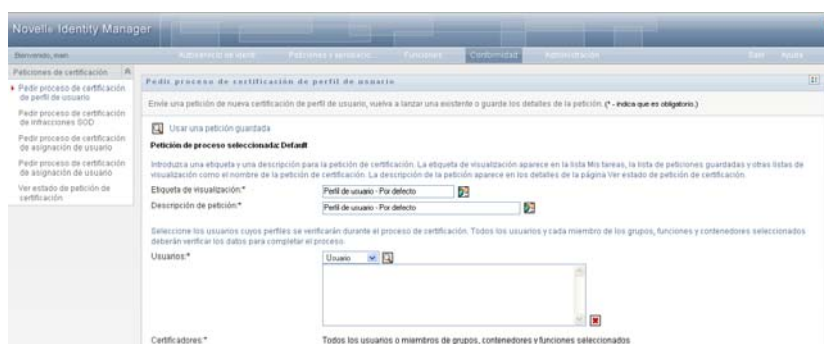 Novell® Identity Manager
Bienvenido, mari.
Autoservicio de identi
Peticiones y aprobacio
Funciones
Conformidad
Administración
Salir
Ayuda
Peticiones de certificación
Pedir proceso de certificación
de perfil de usuario
Pedir proceso de certificación
de infracciones SOD
Pedir proceso de certificación
de asignación de usuario
Pedir proceso de certificación
de asignación de usuario
Ver estado de petición de
certificación
Pedir proceso de certificación de perfil de usuario
Envíe una petición de nueva certificación de perfil de usuario, vuelva a lanzar una existente o guarde los detalles de la petición. (* - indica que es obligatorio.)
Usar una petición guardada
Petición de proceso seleccionada: Default
Introduzca una etiqueta y una descripción para la petición de certificación. La etiqueta de visualización aparece en la lista Mis tareas, la lista de peticiones guardadas y otras listas de
visualización como el nombre de la petición de certificación. La descripción de la petición aparece en los detalles de la página Ver estado de petición de certificación.
Etiqueta de visualización:*
Perfil de usuario - Por defecto
Descripción de petición:*
Perfil de usuario - Por defecto
Seleccione los usuarios cuyos perfiles se verificarán durante el proceso de certificación. Todos los usuarios y cada miembro de los grupos, funciones y contenedores seleccionados
deberán verificar los datos para completar el proceso.
Usuarios:*
Usuario
Certificadores:*
Todos los usuarios o miembros de grupos, contenedores y funciones seleccionados